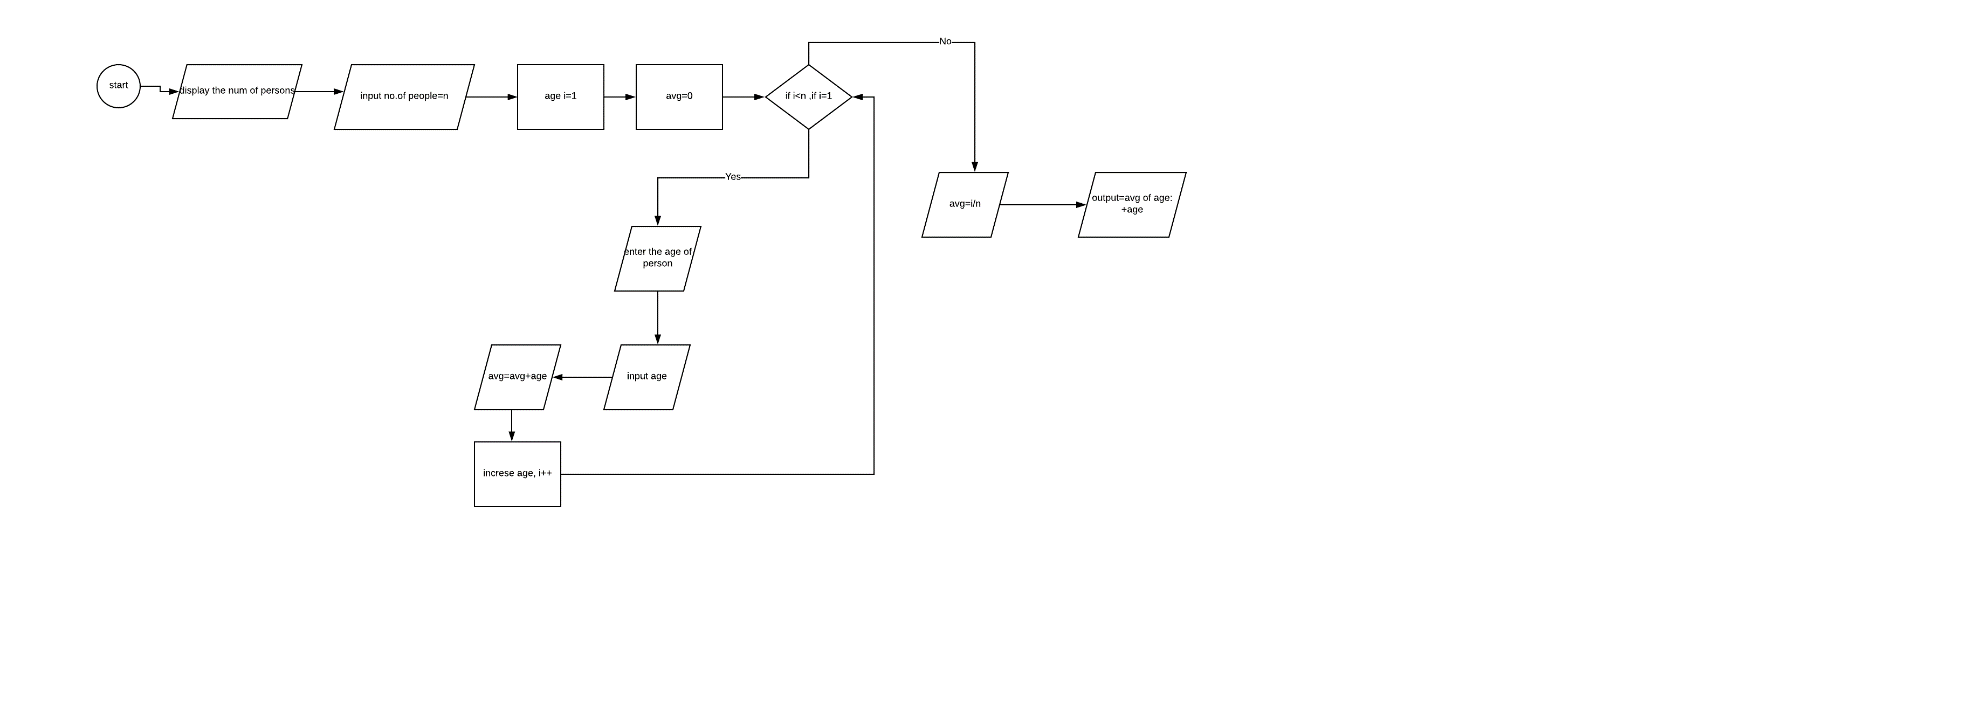 start
display the num of persons
input no.of people=n
age i=1
avg=0
if i<n ,if i=1
No
Yes
avg=i/n
output=avg of age:
+age
enter the age of
person
input age
avg=avg+age
increse age, i++